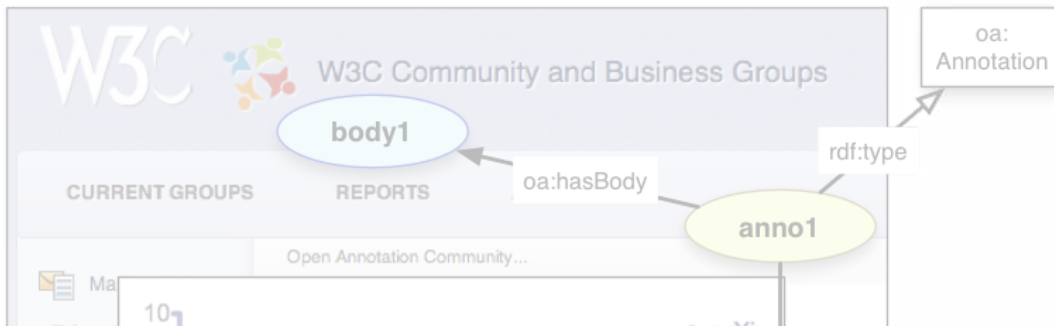 W3C
W3C Community and Business Groups
oa:
Annotation
body1
rdf:type
oa:hasBody
CURRENT GROUPS
REPORTS
anno1
Open Annotation Community...
Ma
10